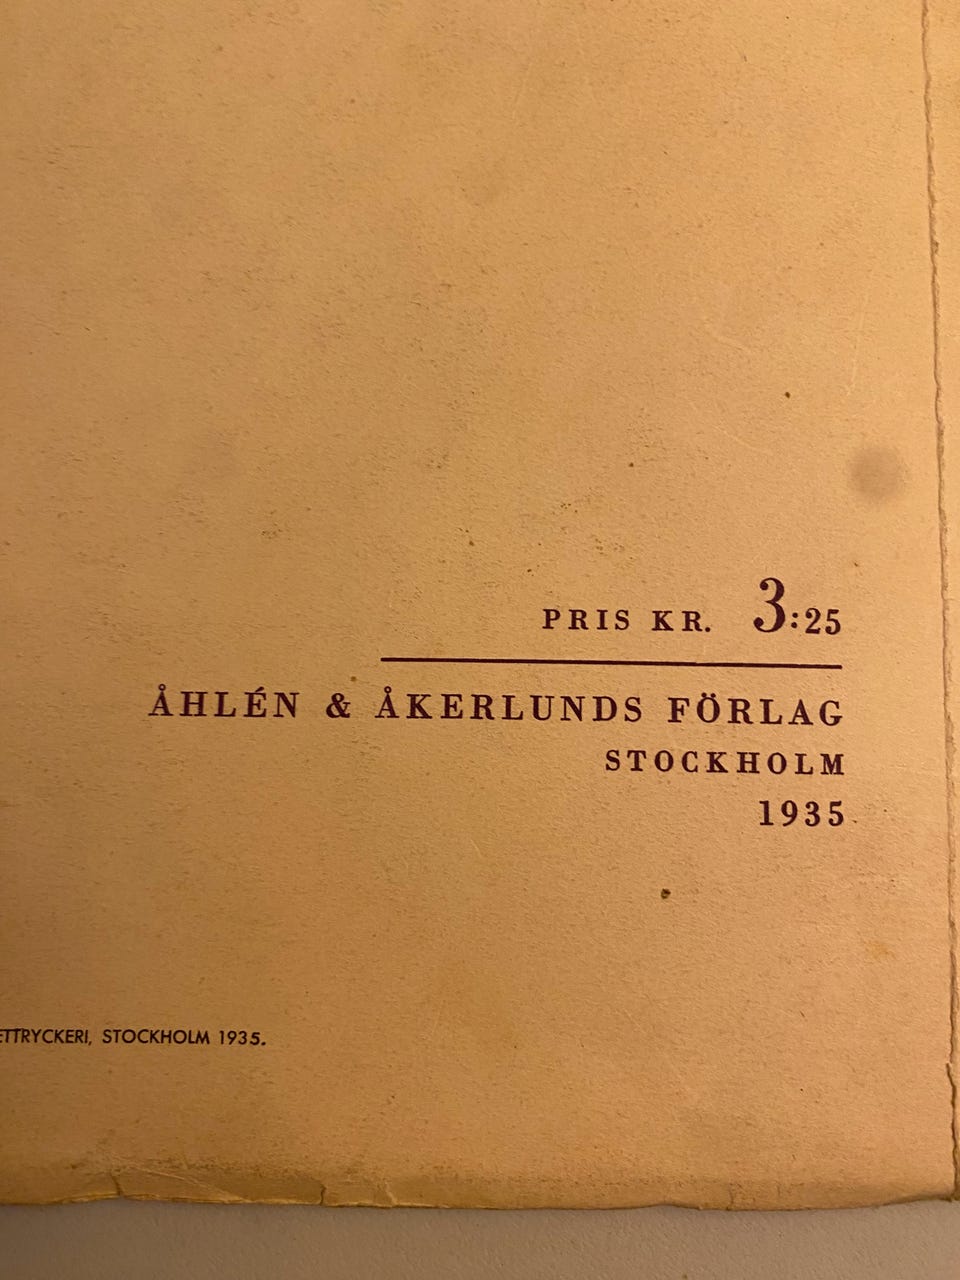 PRIS KR. 3:25
ÅHLÉN & ÅKERLUNDS FÖRLAG
STOCKHOLM
1935
ETTRYCKERI, STOCKHOLM 1935.